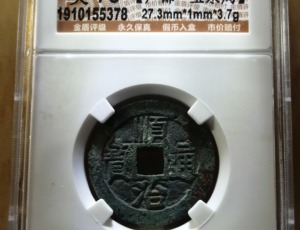 1910155378
27.3mm*1mm*3.7g
金盾评级 永久保真 假币入盒 市价赔付
順治通寳